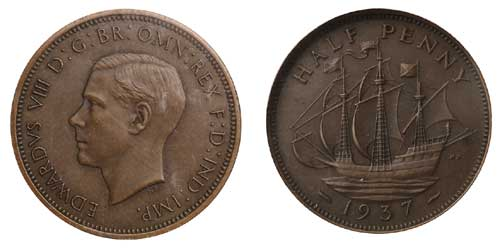 EDWARDVS VIII D:G:BR:OMN:REX F:D:IND:IMP.
HALF PENNY
1937